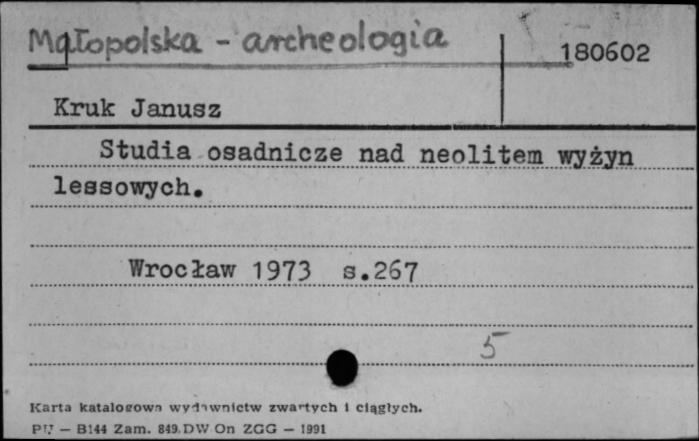 Małopolska - archeologia
180602
Kruk Janusz
Studia osadnicze nad neolitem wyżyn
lessowych.
Wrocław 1973 s.267
5
Karta katalogowa wydawnictw zwartych i ciągłych.
PU — B144 Zam. 849. DW On ZGG — 1991